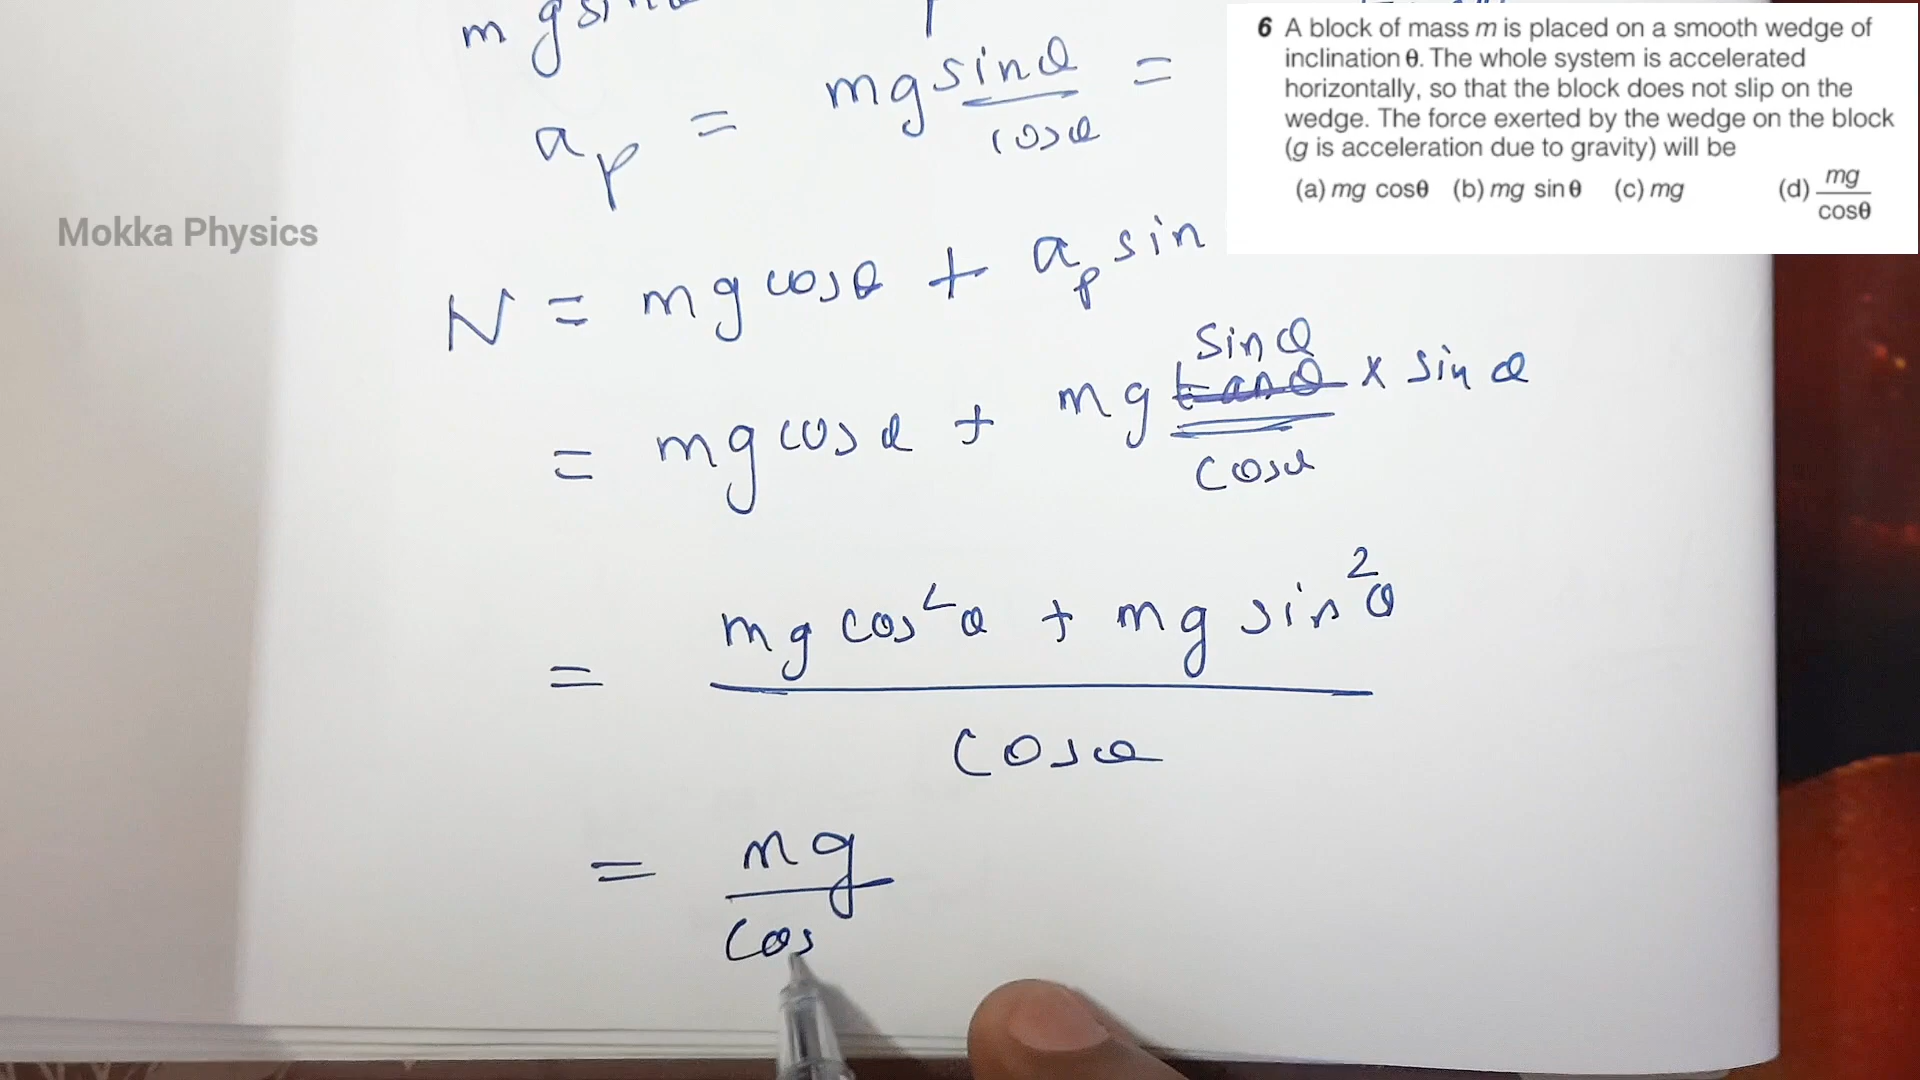 mg sin
a_p = mg sinθ / cosθ =
N = mg cosθ + a_p sin
= mg cosθ + mg sinθ / cosθ × sin θ
= mg cos²θ + mg sin²θ / cosθ
= mg / cos
Mokka Physics
6 A block of mass m is placed on a smooth wedge of
inclination θ. The whole system is accelerated
horizontally, so that the block does not slip on the
wedge. The force exerted by the wedge on the block
(g is acceleration due to gravity) will be
(a) mg cosθ (b) mg sin θ (c) mg (d) mg / cosθ